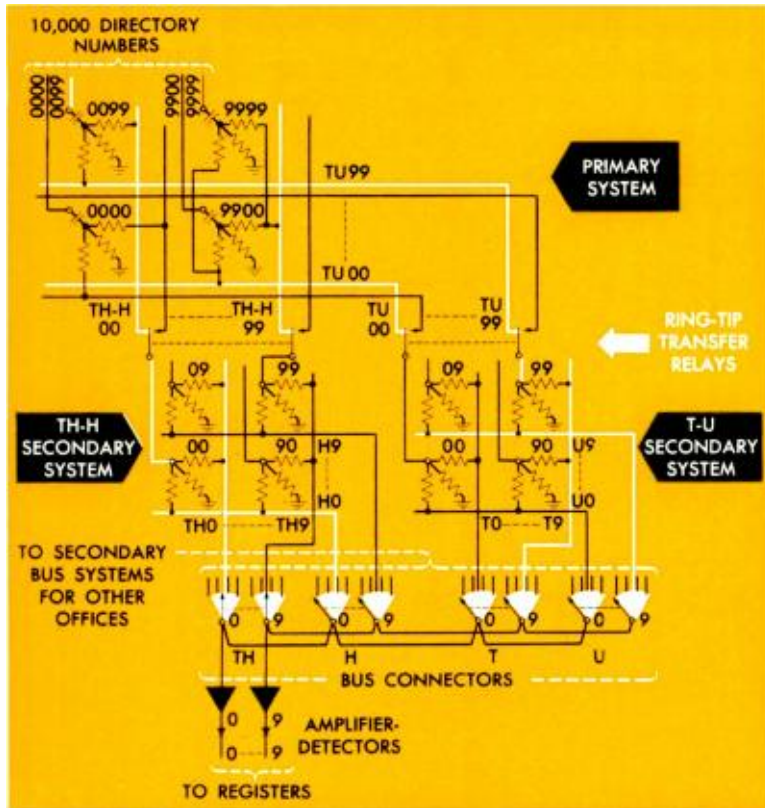 10,000 DIRECTORY
NUMBERS
0000
0099
9900
9999
0099
9999
TU 99
PRIMARY
SYSTEM
0000
9900
TU 00
TH-H
00
TH-H
99
TU
00
TU
99
RING-TIP
TRANSFER
RELAYS
09
99
09
99
TH-H
SECONDARY
SYSTEM
00
90
H9
00
90
U9
T-U
SECONDARY
SYSTEM
H0
U0
TH0
TH9
T0
T9
TO SECONDARY
BUS SYSTEMS
FOR OTHER
OFFICES
0
9
0
9
0
9
0
9
TH
H
T
U
BUS CONNECTORS
0
9
AMPLIFIER-
DETECTORS
0
9
TO REGISTERS